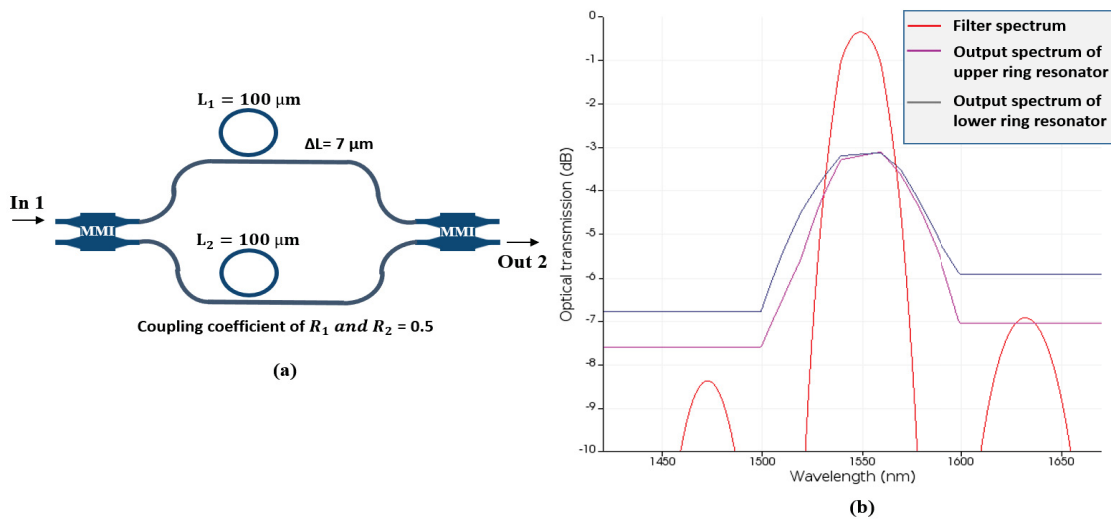 L₁ = 100 μm
ΔL= 7 μm
In 1
MMI
MMI
L₂ = 100 μm
Out 2
Coupling coefficient of R₁ and R₂ = 0.5
(a)
Filter spectrum
Output spectrum of
upper ring resonator
Output spectrum of
lower ring resonator
Optical transmission (dB)
0
-1
-2
-3
-4
-5
-6
-7
-8
-9
-10
1450
1500
1550
1600
1650
Wavelength (nm)
(b)